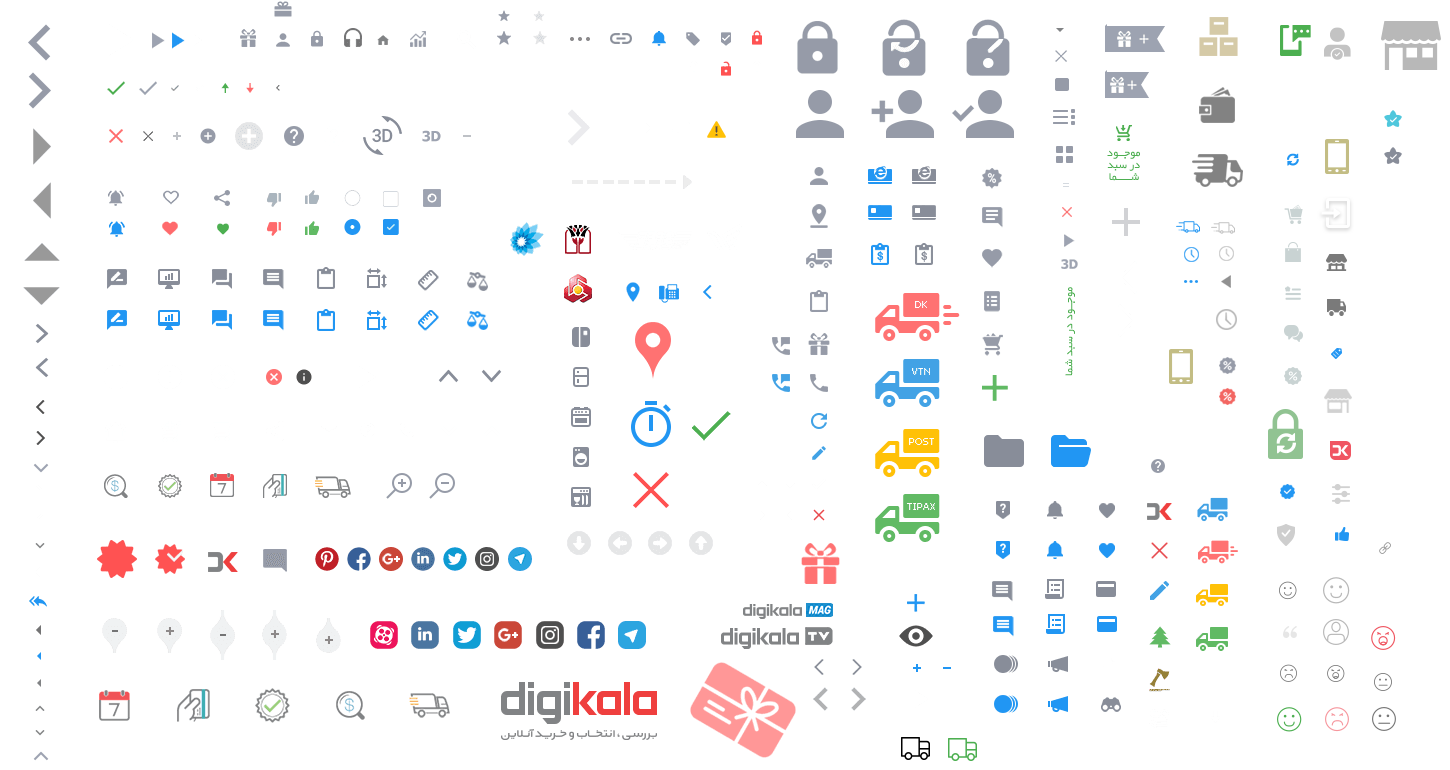 3D
3D
موجود
در سبد
شما
3D
موجود در سبد شما
DK
VTN
POST
TIPAX
7
digikala MAG
digikala TV
7
digikala
بررسی، انتخاب و خرید آنلاین